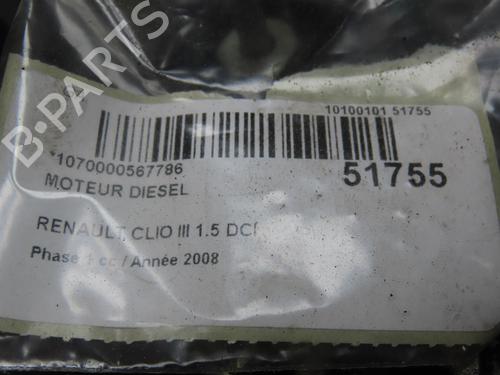 B-PARTS
10100101 51755
*1070000567786
51755
MOTEUR DIESEL
RENAULT CLIO III 1.5 DCI
Phase 1 cc / Année 2008